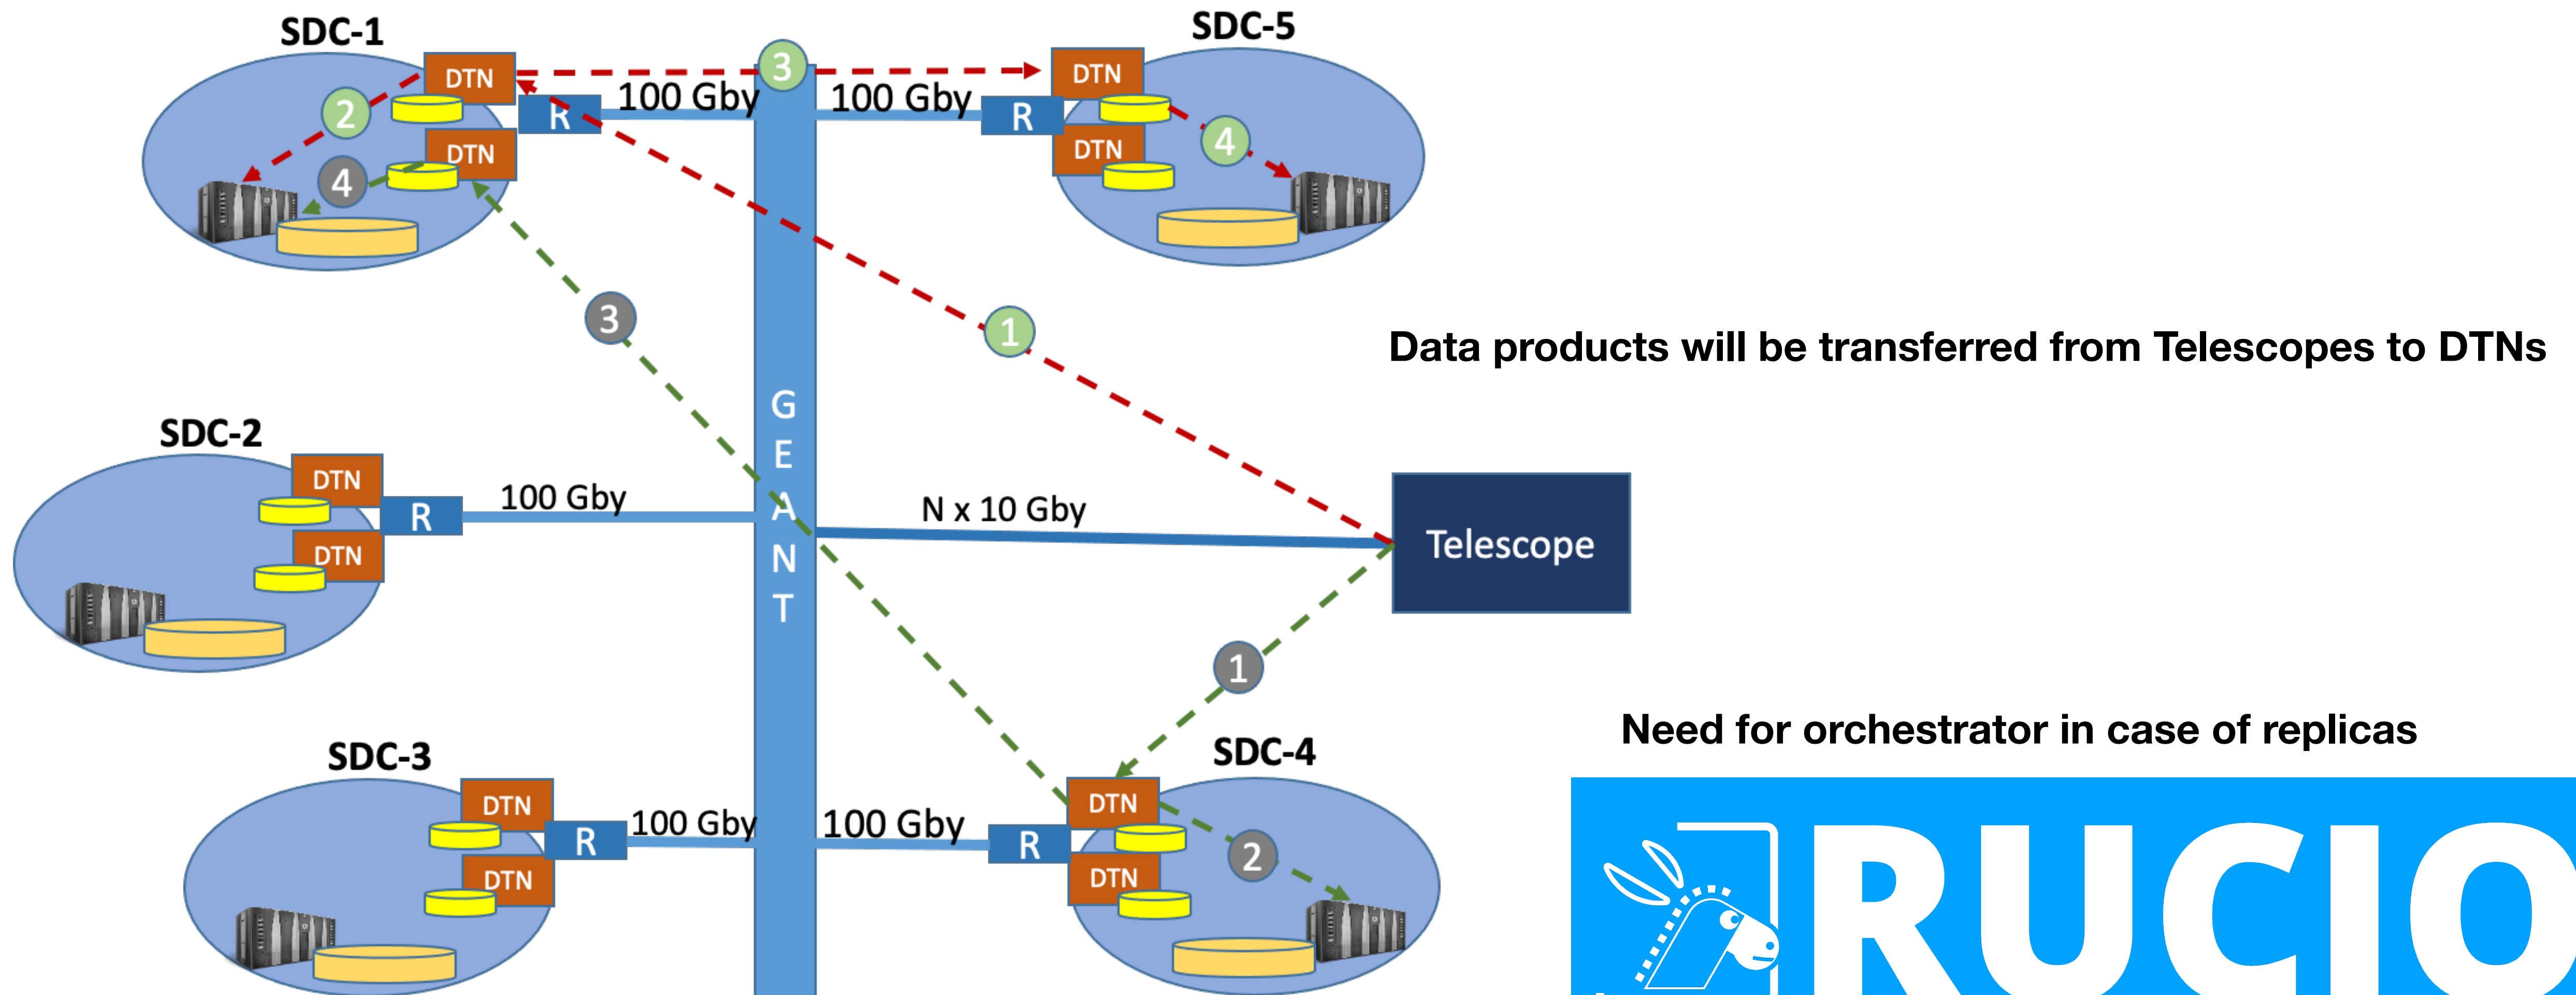 SDC-1
SDC-5
DTN
3
DTN
2
100 Gby
100 Gby
R
R
DTN
DTN
4
4
3
1
Data products will be transferred from Telescopes to DTNs
G
E
A
N
T
SDC-2
DTN
100 Gby
N x 10 Gby
R
DTN
Telescope
1
Need for orchestrator in case of replicas
SDC-3
SDC-4
DTN
DTN
100 Gby
100 Gby
R
R
2
DTN
DTN
RUCIO